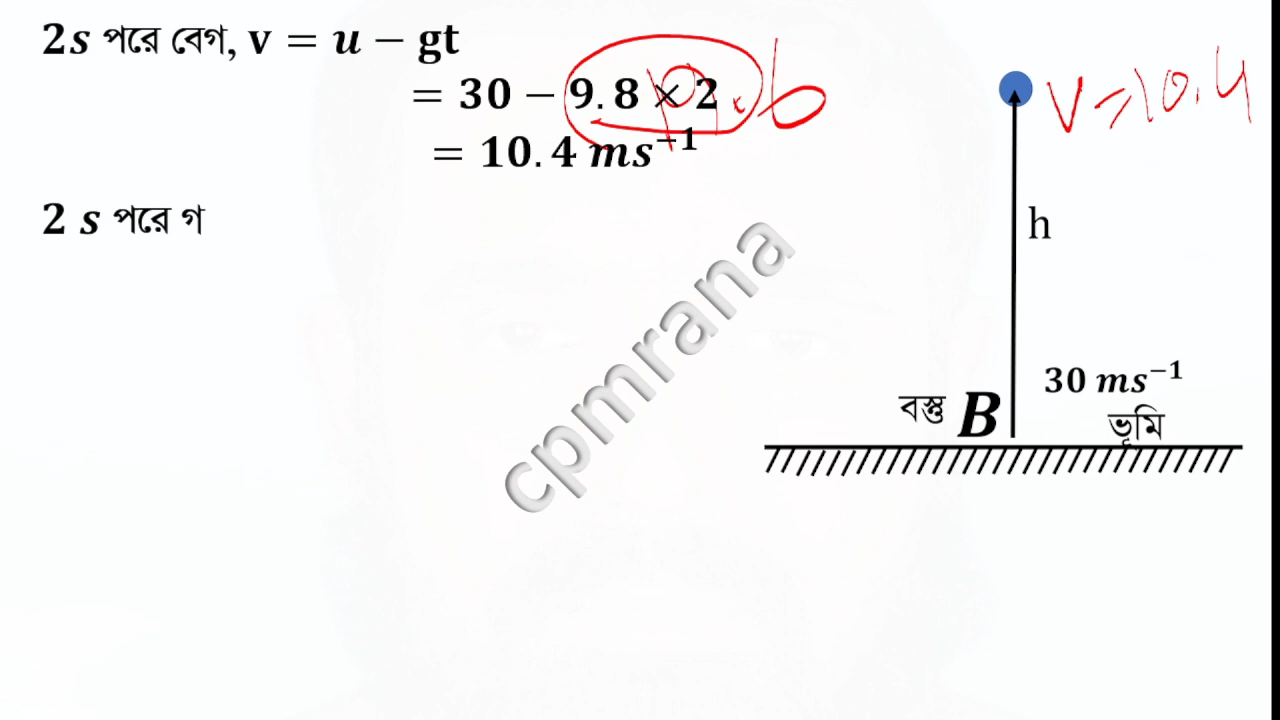 2s পরে বেগ, v = u − gt
= 30 − 9.8 × 2
19.6
= 10.4 ms⁻¹
2 s পরে গ
V = 10.4
h
30 ms⁻¹
বস্তু B
ভূমি
cpmrana